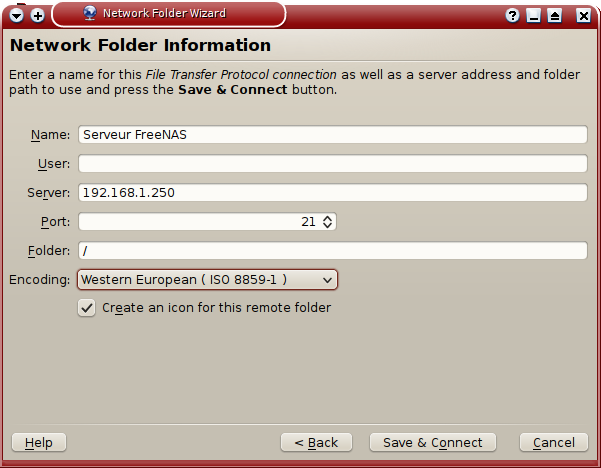 Network Folder Wizard
Network Folder Information
Enter a name for this File Transfer Protocol connection as well as a server address and folder
path to use and press the Save & Connect button.
Name: Serveur FreeNAS
User:
Server: 192.168.1.250
Port: 21
Folder: /
Encoding: Western European ( ISO 8859-1 )
Create an icon for this remote folder
Help < Back Save & Connect Cancel